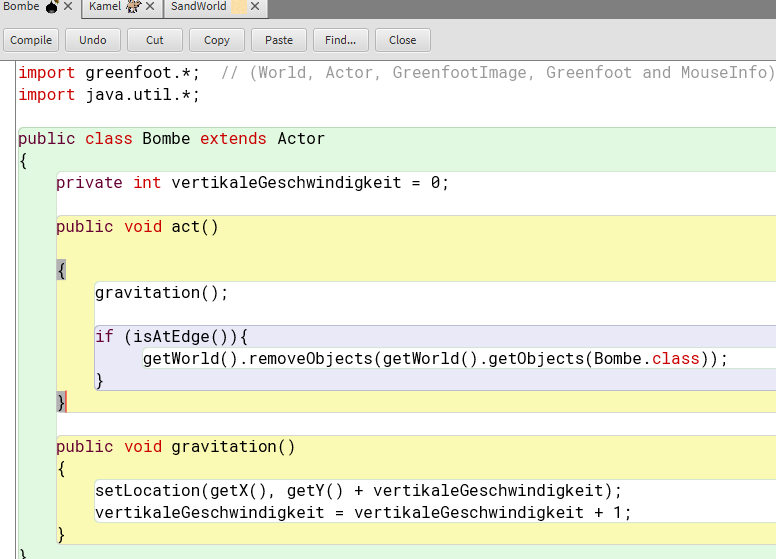 Bombe Kamel SandWorld
Compile Undo Cut Copy Paste Find... Close
import greenfoot.*;  // (World, Actor, GreenfootImage, Greenfoot and MouseInfo)
import java.util.*;
public class Bombe extends Actor
{
private int vertikaleGeschwindigkeit = 0;
public void act()
{
gravitation();
if (isAtEdge()){
getWorld().removeObjects(getWorld().getObjects(Bombe.class));
}
}
public void gravitation()
{
setLocation(getX(), getY() + vertikaleGeschwindigkeit);
vertikaleGeschwindigkeit = vertikaleGeschwindigkeit + 1;
}
}